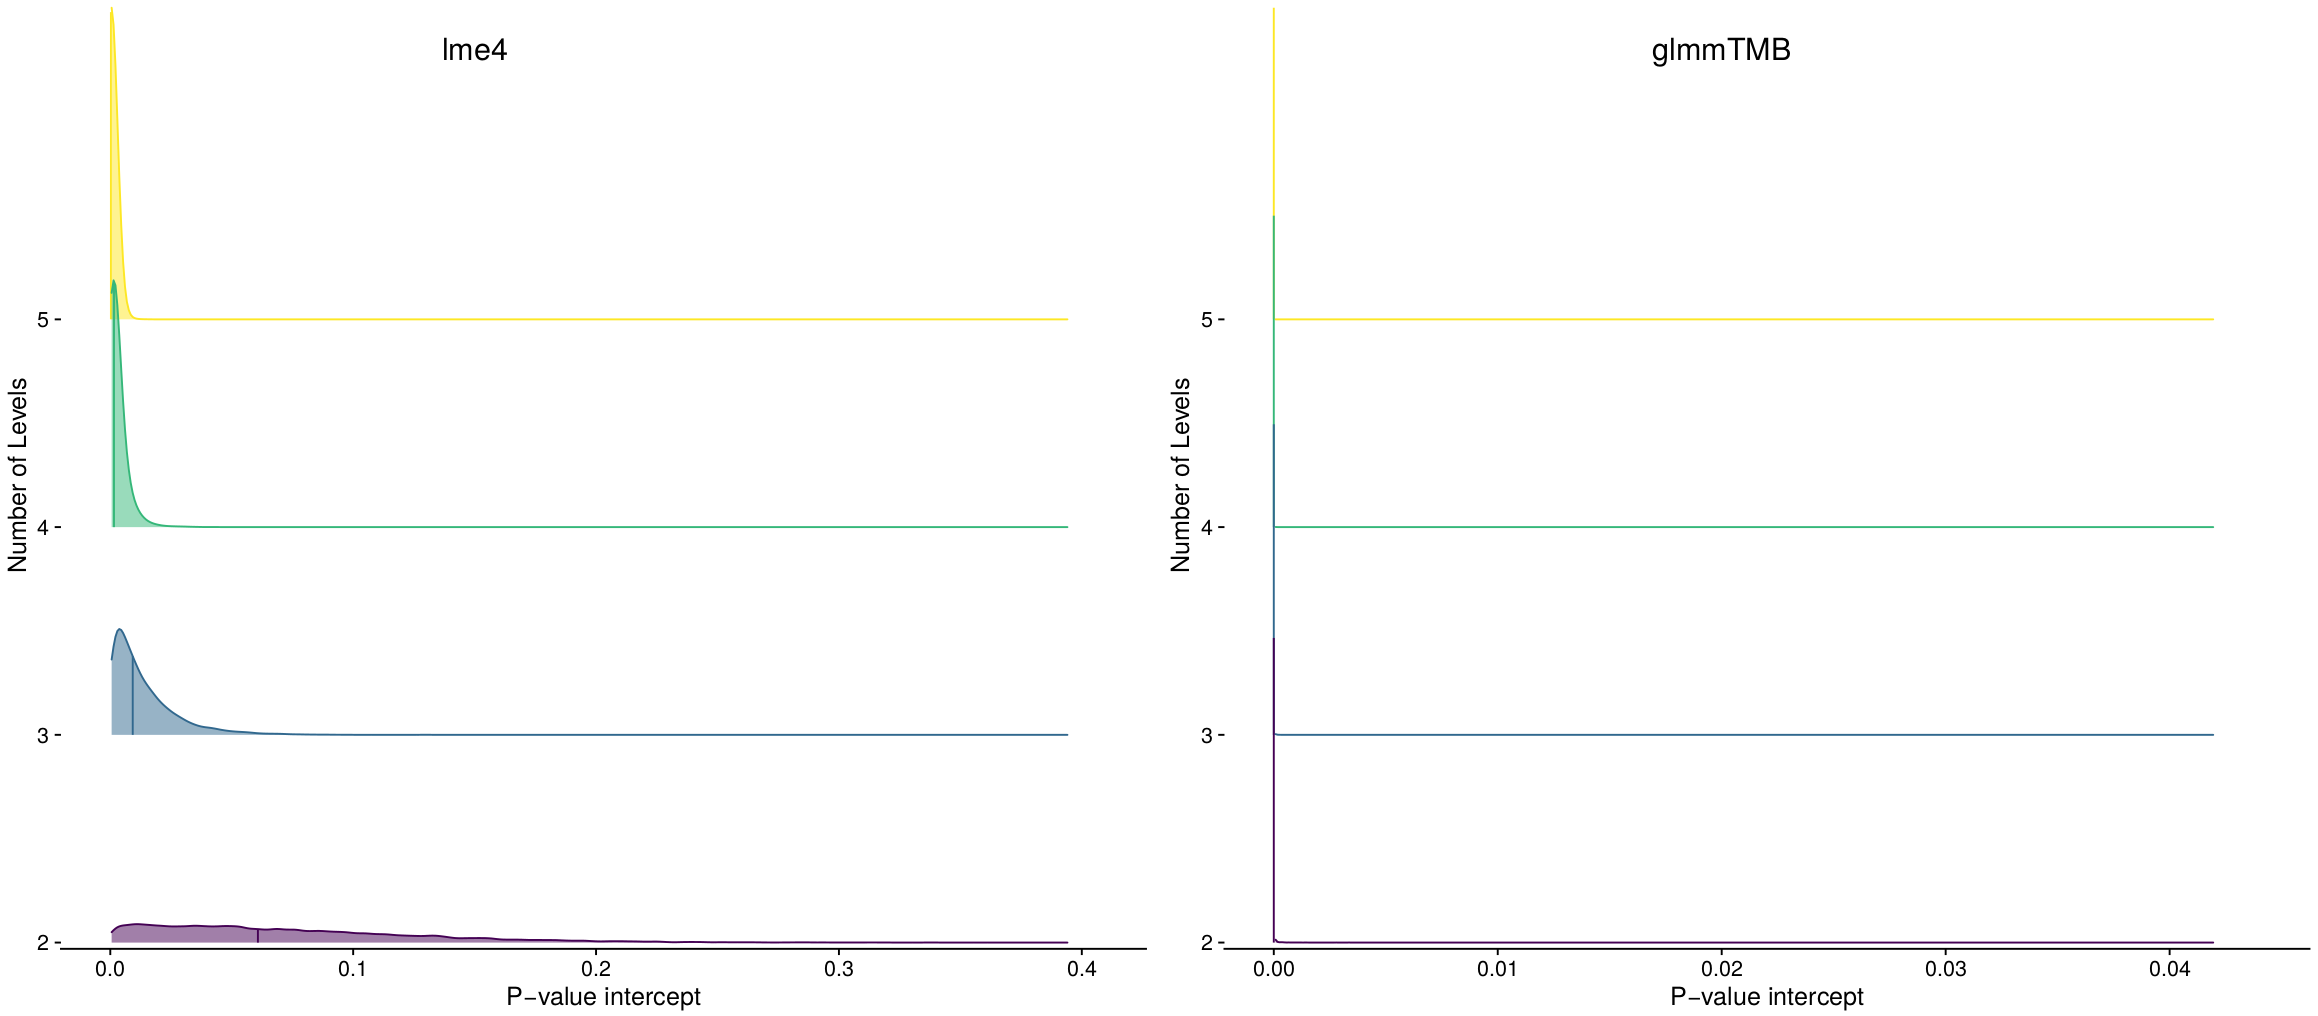 lme4
Number of Levels
5
4
3
2
0.0 0.1 0.2 0.3 0.4
P−value intercept
glmmTMB
Number of Levels
5
4
3
2
0.00 0.01 0.02 0.03 0.04
P−value intercept